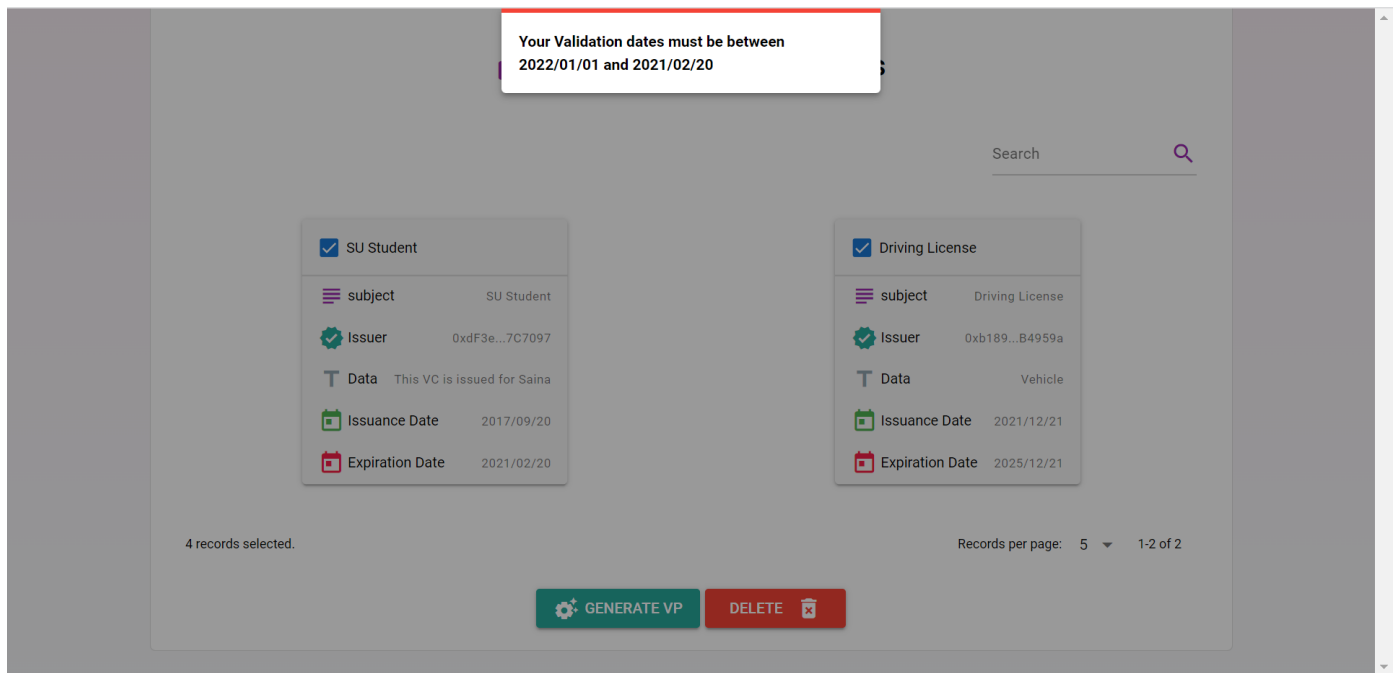 Your Validation dates must be between
2022/01/01 and 2021/02/20
s
Search
SU Student
subject SU Student
Issuer 0xdF3e...7C7097
Data This VC is issued for Saina
Issuance Date 2017/09/20
Expiration Date 2021/02/20
Driving License
subject Driving License
Issuer 0xb189...B4959a
Data Vehicle
Issuance Date 2021/12/21
Expiration Date 2025/12/21
4 records selected.
Records per page: 5 1-2 of 2
GENERATE VP
DELETE